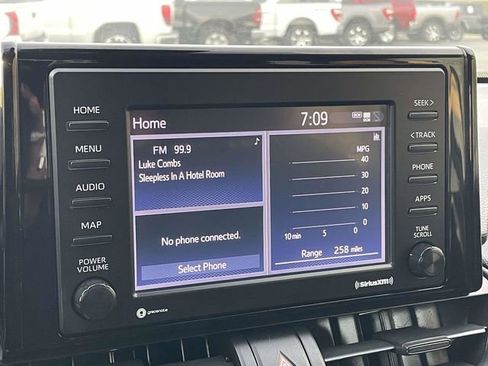 HOME
MENU
AUDIO
MAP
POWER
VOLUME
Home
7:09
FM 99.9
Luke Combs
Sleepless In A Hotel Room
No phone connected.
Select Phone
MPG
40
30
20
10
0
10 min 5 0
Range 258 miles
SEEK >
< TRACK
PHONE
APPS
TUNE
SCROLL
gracenote
((SiriusXM))